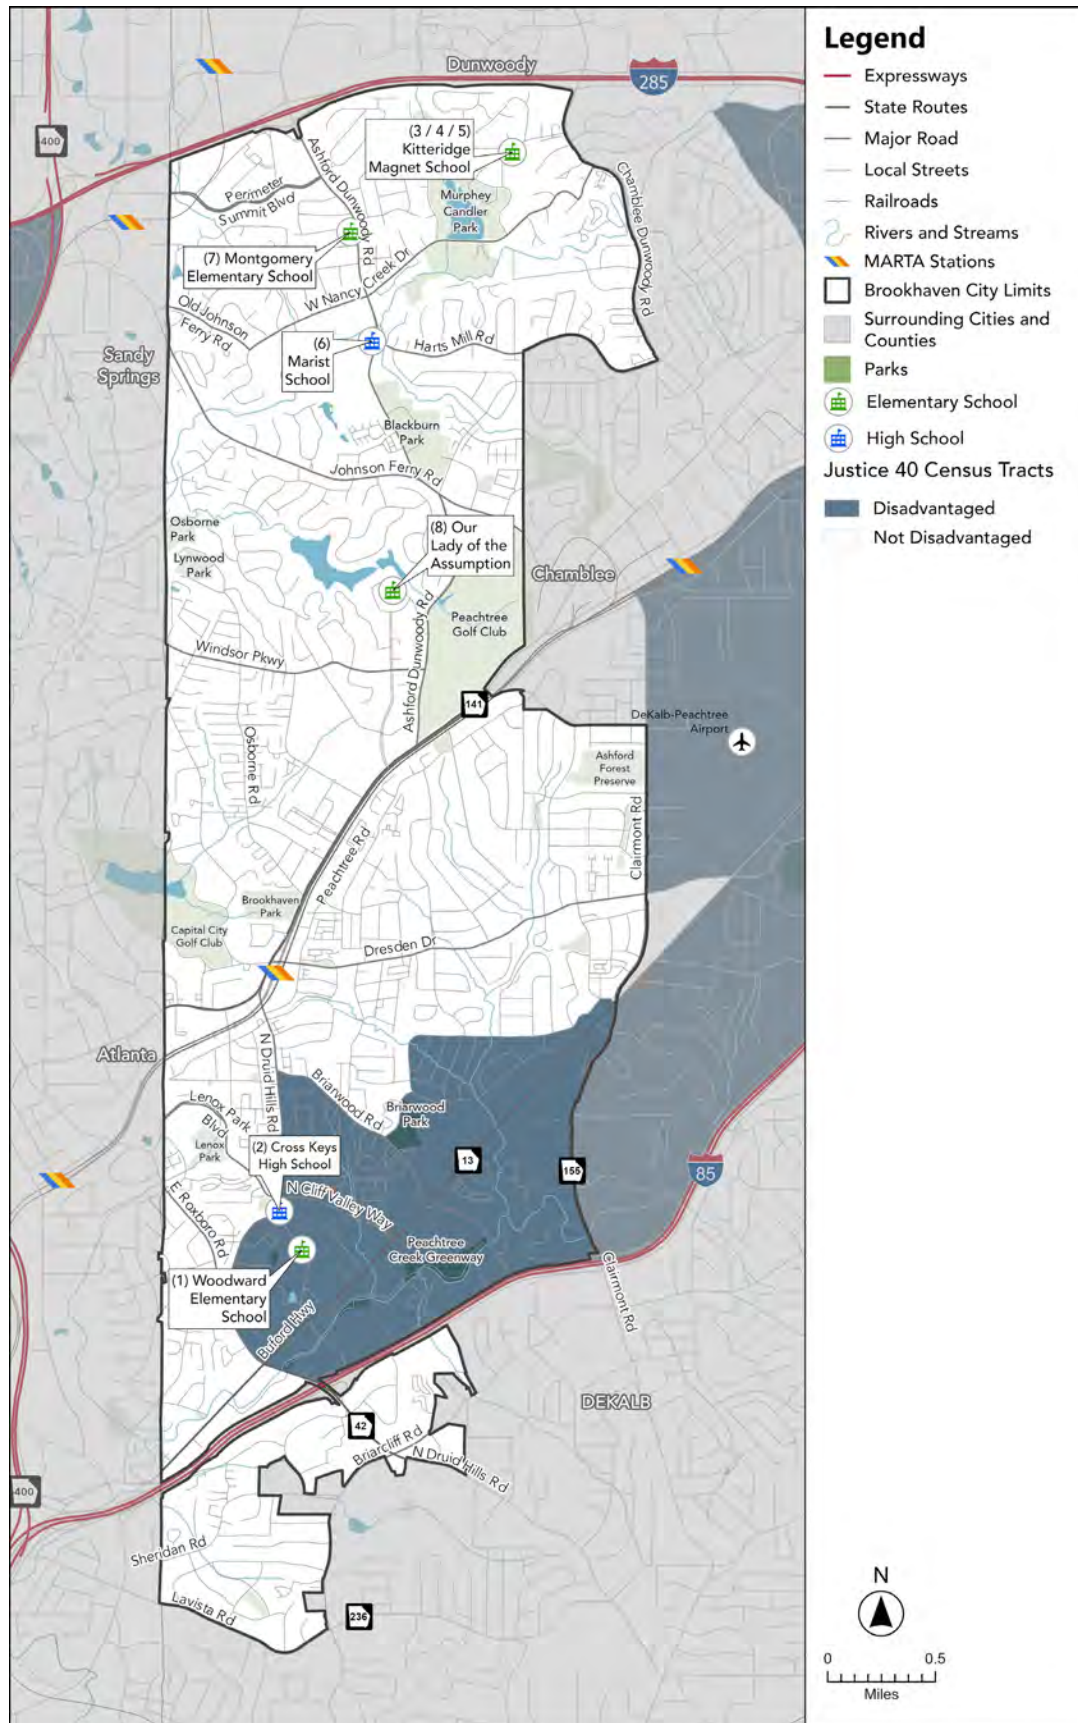 Dunwoody
285
400
(3 / 4 / 5)
Kitteridge
Magnet School
Ashford Dunwoody Rd
Chamblee Dunwoody Rd
Perimeter
Summit Blvd
Murphey
Candler
Park
(7) Montgomery
Elementary School
W Nancy Creek Dr
Old Johnson
Ferry Rd
(6)
Marist
School
Harts Mill Rd
Sandy
Springs
Blackburn
Park
Johnson Ferry Rd
Osborne
Park
Lynwood
Park
(8) Our
Lady of the
Assumption
Chamblee
Peachtree
Golf Club
Windsor Pkwy
Ashford Dunwoody Rd
141
DeKalb-Peachtree
Airport
Osborne Rd
Ashford
Forest
Preserve
Clairmont Rd
Peachtree Rd
Brookhaven
Park
Capital City
Golf Club
Dresden Dr
Atlanta
N Druid Hills Rd
Briarwood Rd
Briarwood
Park
Lenox Park
Blvd
Lenox
Park
(2) Cross Keys
High School
13
155
85
N Cliff Valley Way
E Roxboro Rd
Peachtree
Creek Greenway
(1) Woodward
Elementary
School
Buford Hwy
Clairmont Rd
DEKALB
42
Briarcliff Rd
N Druid Hills Rd
400
Sheridan Rd
Lavista Rd
236
Legend
Expressways
State Routes
Major Road
Local Streets
Railroads
Rivers and Streams
MARTA Stations
Brookhaven City Limits
Surrounding Cities and
Counties
Parks
Elementary School
High School
Justice 40 Census Tracts
Disadvantaged
Not Disadvantaged
N
0 0.5
Miles